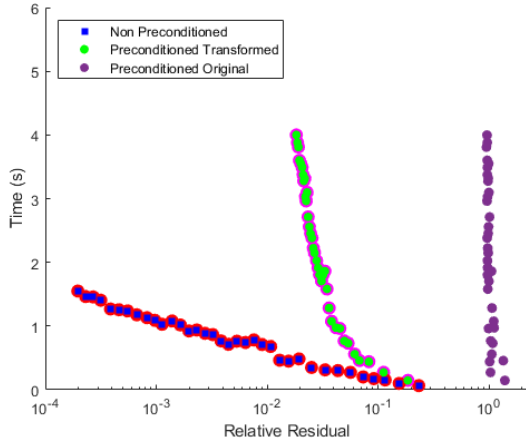 6
5
4
3
2
1
0
Time (s)
Non Preconditioned
Preconditioned Transformed
Preconditioned Original
10^-4
10^-3
10^-2
10^-1
10^0
Relative Residual